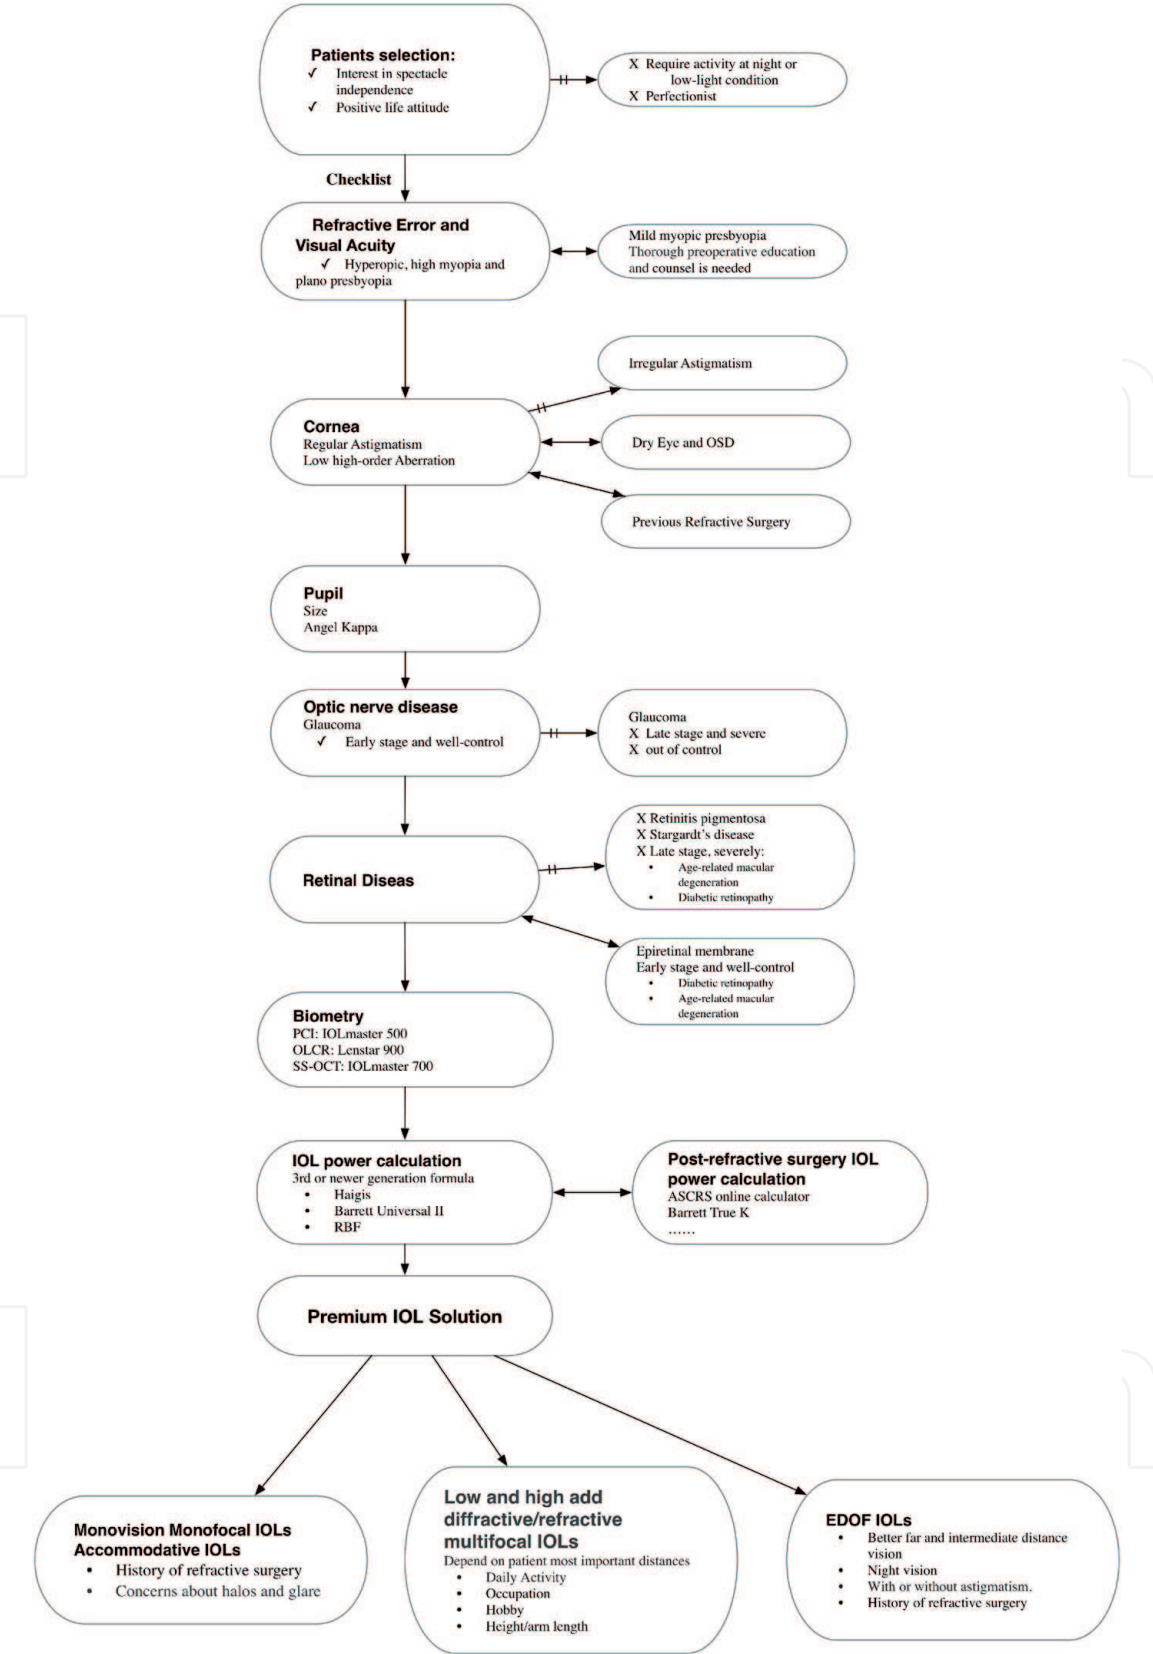 Patients selection:
✓ Interest in spectacle
independence
✓ Positive life attitude
X Require activity at night or
low-light condition
X Perfectionist
Checklist
Refractive Error and
Visual Acuity
✓ Hyperopic, high myopia and
plano presbyopia
Mild myopic presbyopia
Thorough preoperative education
and counsel is needed
Irregular Astigmatism
Cornea
Regular Astigmatism
Low high-order Aberration
Dry Eye and OSD
Previous Refractive Surgery
Pupil
Size
Angel Kappa
Optic nerve disease
Glaucoma
✓ Early stage and well-control
Glaucoma
X Late stage and severe
X out of control
Retinal Diseas
X Retinitis pigmentosa
X Stargardt's disease
X Late stage, severely:
• Age-related macular
degeneration
• Diabetic retinopathy
Epiretinal membrane
Early stage and well-control
• Diabetic retinopathy
• Age-related macular
degeneration
Biometry
PCI: IOLmaster 500
OLCR: Lenstar 900
SS-OCT: IOLmaster 700
IOL power calculation
3rd or newer generation formula
• Haigis
• Barrett Universal II
• RBF
Post-refractive surgery IOL
power calculation
ASCRS online calculator
Barrett True K
......
Premium IOL Solution
Monovision Monofocal IOLs
Accommodative IOLs
• History of refractive surgery
• Concerns about halos and glare
Low and high add
diffractive/refractive
multifocal IOLs
Depend on patient most important distances
• Daily Activity
• Occupation
• Hobby
• Height/arm length
EDOF IOLs
• Better far and intermediate distance
vision
• Night vision
• With or without astigmatism.
• History of refractive surgery